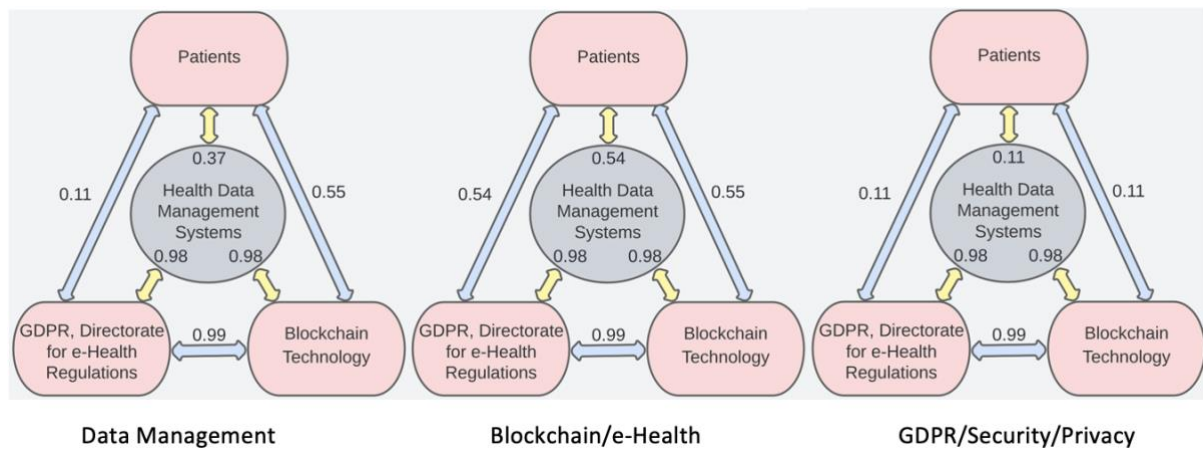 Patients
0.37
Health Data
Management
Systems
0.11
0.55
0.98 0.98
GDPR, Directorate
for e-Health
Regulations
0.99
Blockchain
Technology
Data Management
Patients
0.54
Health Data
Management
Systems
0.54
0.55
0.98 0.98
GDPR, Directorate
for e-Health
Regulations
0.99
Blockchain
Technology
Blockchain/e-Health
Patients
0.11
Health Data
Management
Systems
0.11
0.11
0.98 0.98
GDPR, Directorate
for e-Health
Regulations
0.99
Blockchain
Technology
GDPR/Security/Privacy